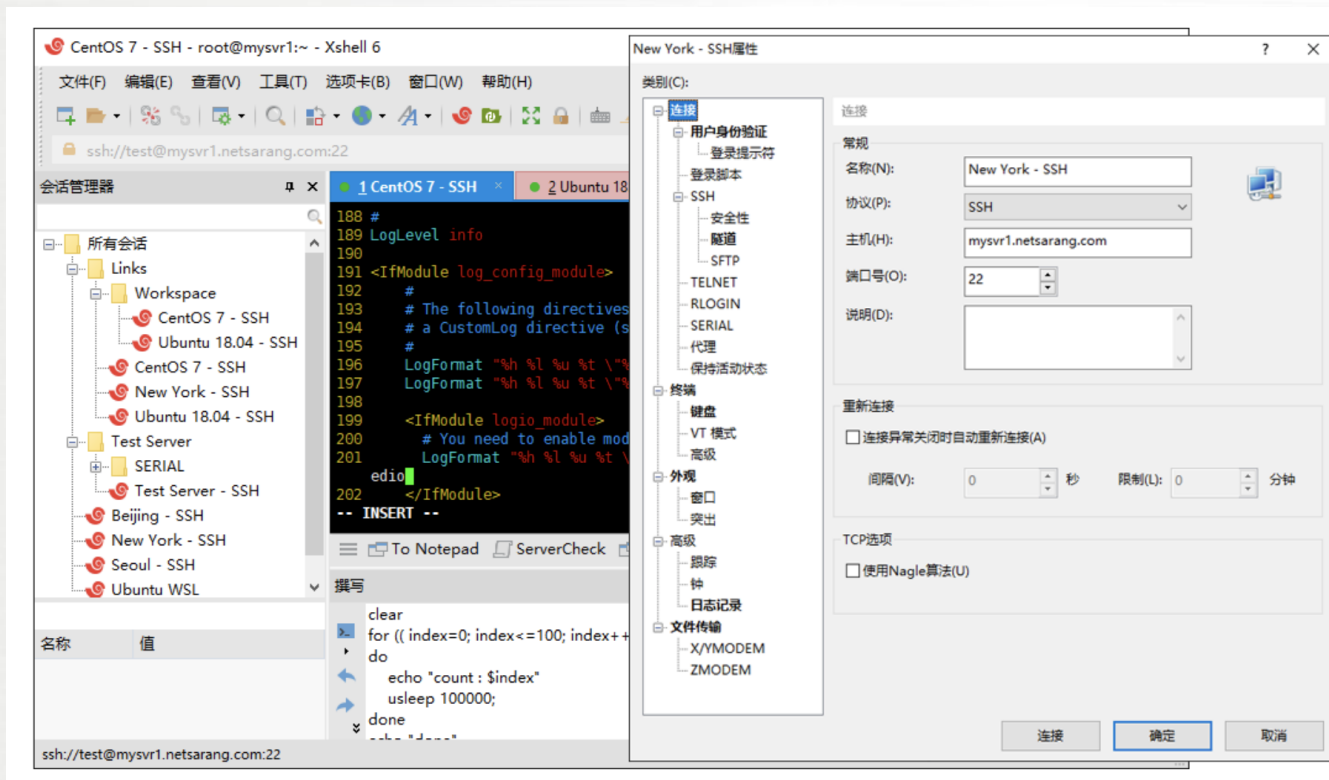 CentOS 7 - SSH - root@mysvr1:~ - Xshell 6
文件(F) 编辑(E) 查看(V) 工具(T) 选项卡(B) 窗口(W) 帮助(H)
ssh://test@mysvr1.netsarang.com:22
会话管理器
所有会话
Links
Workspace
CentOS 7 - SSH
Ubuntu 18.04 - SSH
CentOS 7 - SSH
New York - SSH
Ubuntu 18.04 - SSH
Test Server
SERIAL
Test Server - SSH
Beijing - SSH
New York - SSH
Seoul - SSH
Ubuntu WSL
名称 值
ssh://test@mysvr1.netsarang.com:22
1 CentOS 7 - SSH × 2 Ubuntu 18
188 #
189 LogLevel info
190
191 <IfModule log_config_module>
192 #
193 # The following directives
194 # a CustomLog directive (s
195 #
196 LogFormat "%h %l %u %t \"%
197 LogFormat "%h %l %u %t \"%
198
199 <IfModule logio_module>
200 # You need to enable mod
201 LogFormat "%h %l %u %t \
edio
202 </IfModule>
-- INSERT --
To Notepad ServerCheck
撰写
clear
for (( index=0; index<=100; index++
do
echo "count : $index"
usleep 100000;
done
New York - SSH属性 ? ×
类别(C):
连接
用户身份验证
登录提示符
登录脚本
SSH
安全性
隧道
SFTP
TELNET
RLOGIN
SERIAL
代理
保持活动状态
终端
键盘
VT 模式
高级
外观
窗口
突出
高级
跟踪
钟
日志记录
文件传输
X/YMODEM
ZMODEM
连接
常规
名称(N): New York - SSH
协议(P): SSH
主机(H): mysvr1.netsarang.com
端口号(O): 22
说明(D):
重新连接
连接异常关闭时自动重新连接(A)
间隔(V): 0 秒 限制(L): 0 分钟
TCP选项
使用Nagle算法(U)
连接 确定 取消